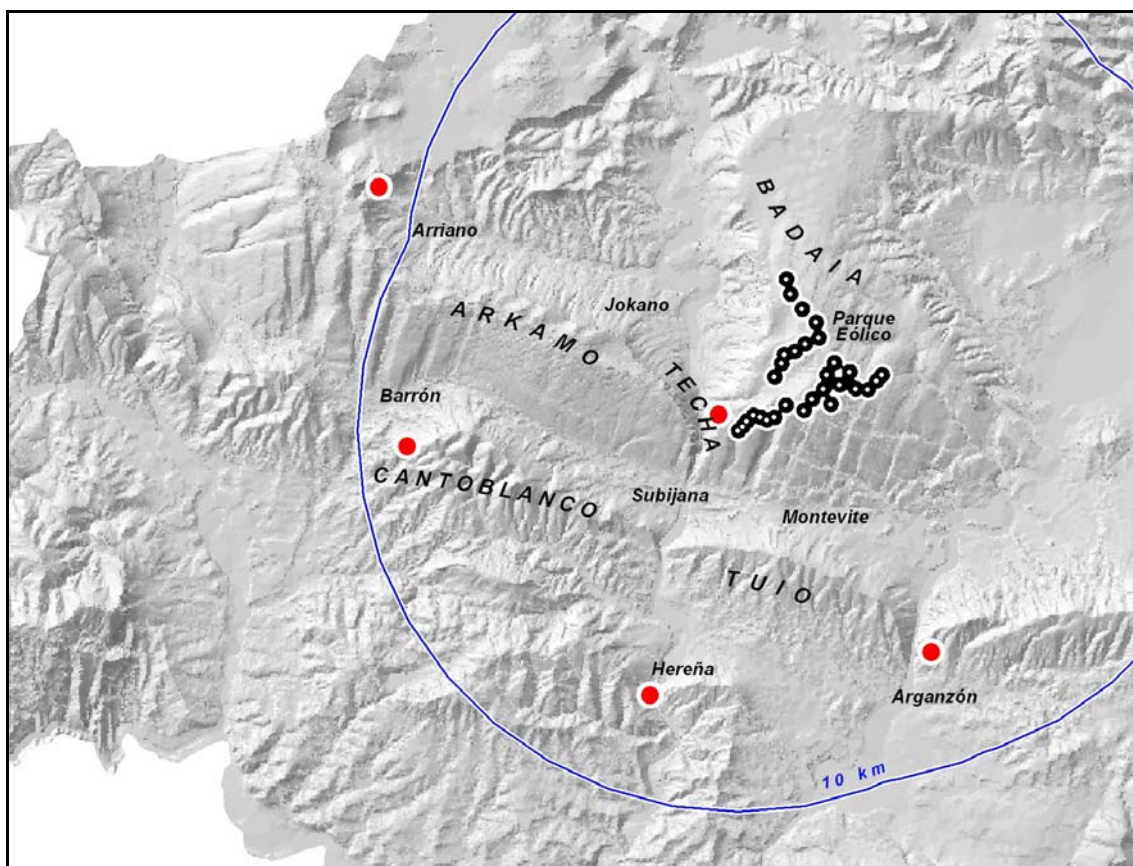 BADAIA
Arriano
Jokano
ARKAMO
Parque
Eólico
TECHA
Barrón
CANTOBLANCO
Subijana
Montevite
TUIO
Hereña
Arganzón
10 km